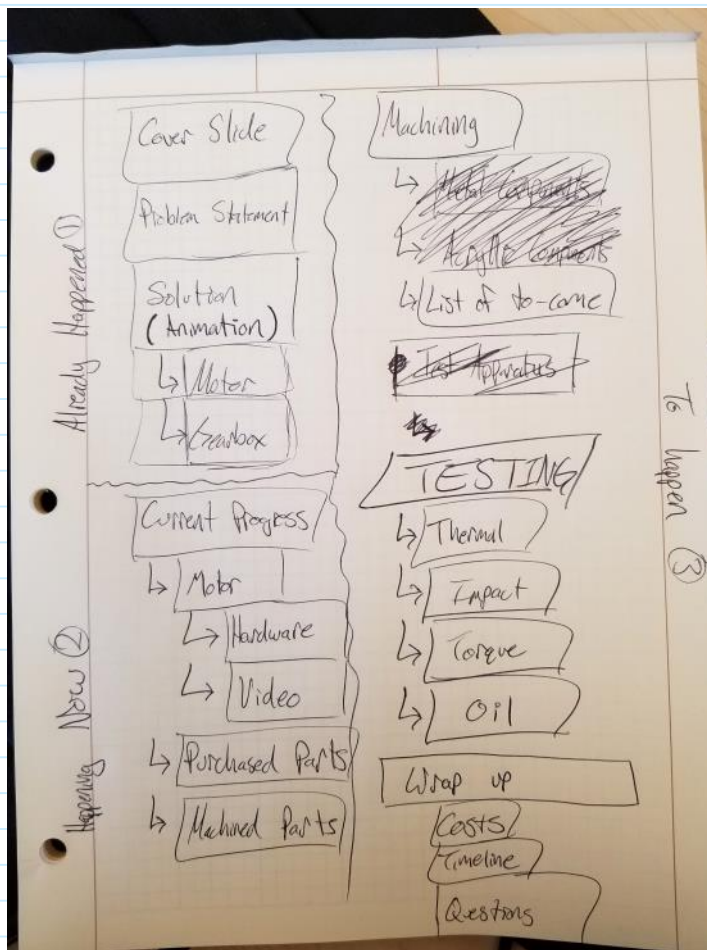 Already Happened ①
Cover Slide
Problem Statement
Solution
(Animation)
↳ Motor
↳ Gearbox
Happening Now ②
Current Progress
↳ Motor
↳ Hardware
↳ Video
↳ Purchased Parts
↳ Machined Parts
To happen ③
Machining
↳ Metal Components
↳ Acrylic Components
↳ List of to-come
Test Apparatus
TESTING
↳ Thermal
↳ Impact
↳ Torque
↳ Oil
Wrap up
Costs
Timeline
Questions